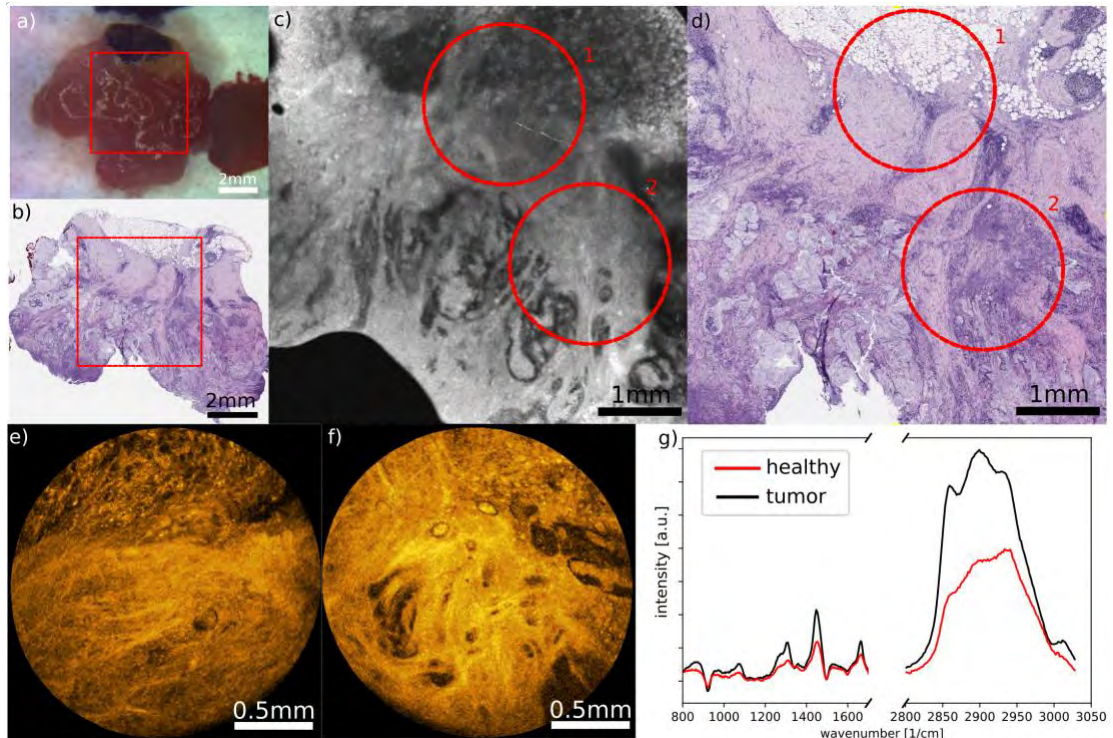 a)
2mm
b)
2mm
c)
1
2
1mm
d)
1
2
1mm
e)
0.5mm
f)
0.5mm
g)
healthy
tumor
intensity [a.u.]
800 1000 1200 1400 1600 2800 2850 2900 2950 3000 3050
wavenumber [1/cm]